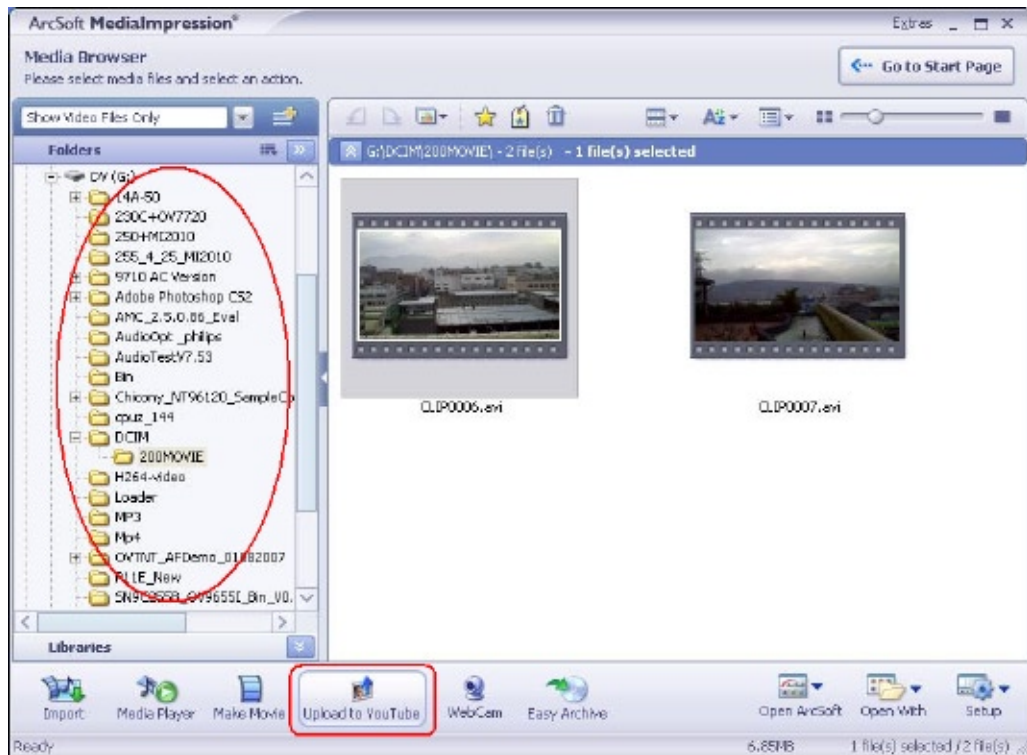 ArcSoft MediaImpression®
Extras
Media Browser
Please select media files and select an action.
Go to Start Page
Show Video Files Only
Folders
G:\DCIM\200MOVIE\ - 2 file(s) - 1 file(s) selected
DV (G:)
14A-50
230C+OV7720
250+MI2010
255_4_25_MI2010
9710 AC Version
Adobe Photoshop CS2
AMC_2.5.0.86_Eval
AudioOpt_philips
AudioTestV7.53
Bin
Chicony_NT96120_SampleCo
cpuz_144
DCIM
200MOVIE
H264-video
Loader
MP3
Mp4
OVTNT_AFDemo_01082007
CLIP0006.avi
CLIP0007.avi
Libraries
Import
Media Player
Make Movie
Upload to YouTube
WebCam
Easy Archive
Open ArcSoft
Open With
Setup
Ready
6.85MB
1 file(s) selected / 2 file(s)